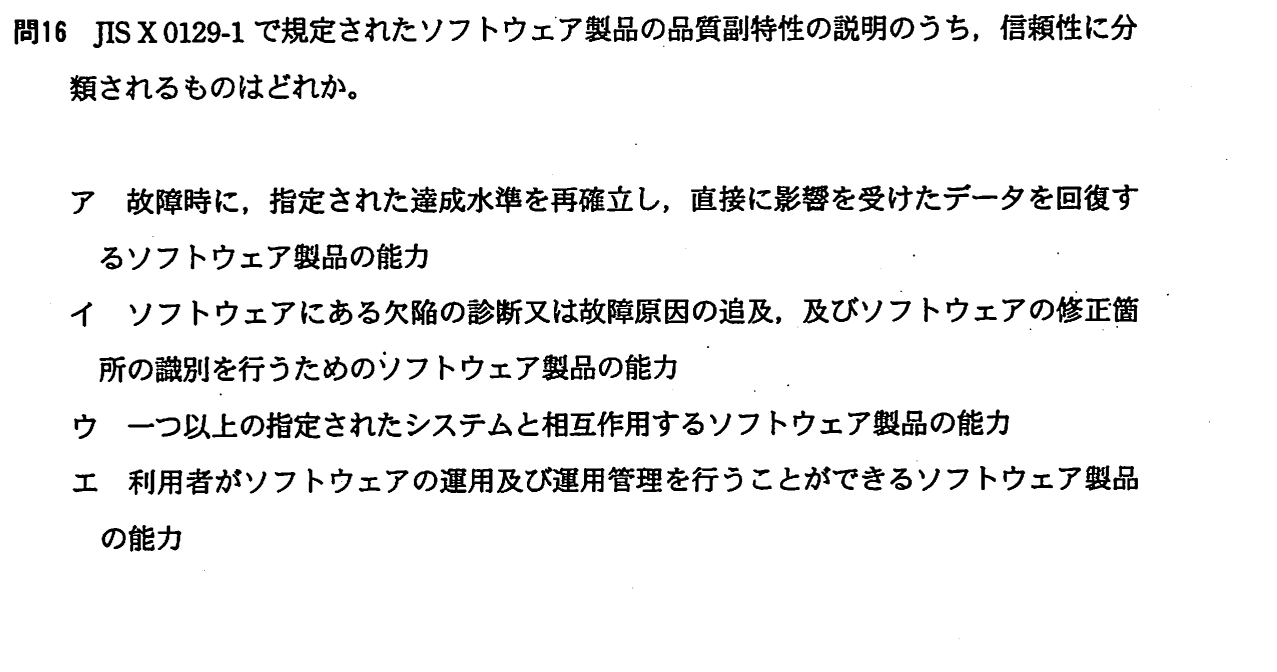 問16 JIS X 0129-1 で規定されたソフトウェア製品の品質副特性の説明のうち，信頼性に分
類されるものはどれか。
ア 故障時に，指定された達成水準を再確立し，直接に影響を受けたデータを回復す
るソフトウェア製品の能力
イ ソフトウェアにある欠陥の診断又は故障原因の追及，及びソフトウェアの修正箇
所の識別を行うためのソフトウェア製品の能力
ウ 一つ以上の指定されたシステムと相互作用するソフトウェア製品の能力
エ 利用者がソフトウェアの運用及び運用管理を行うことができるソフトウェア製品
の能力